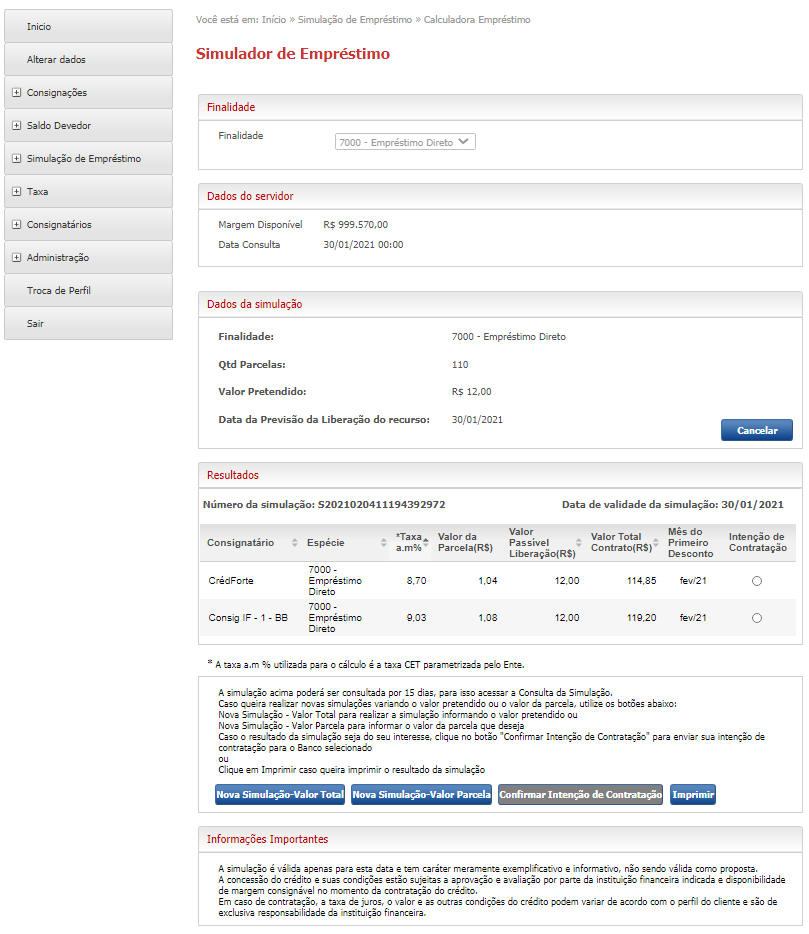 Inicio
Alterar dados
Consignações
Saldo Devedor
Simulação de Empréstimo
Taxa
Consignatários
Administração
Troca de Perfil
Sair
Você está em: Início » Simulação de Empréstimo » Calculadora Empréstimo
Simulador de Empréstimo
Finalidade
Finalidade 7000 - Empréstimo Direto
Dados do servidor
Margem Disponível R$ 999.570,00
Data Consulta 30/01/2021 00:00
Dados da simulação
Finalidade: 7000 - Empréstimo Direto
Qtd Parcelas: 110
Valor Pretendido: R$ 12,00
Data da Previsão da Liberação do recurso: 30/01/2021
Cancelar
Resultados
Número da simulação: S2021020411194392972 Data de validade da simulação: 30/01/2021
Consignatário
Espécie
*Taxa
a.m%
Valor da
Parcela(R$)
Valor
Passível
Liberação(R$)
Valor Total
Contrato(R$)
Mês do
Primeiro
Desconto
Intenção de
Contratação
CrédForte
7000 -
Empréstimo
Direto
8,70 1,04 12,00 114,85 fev/21
Consig IF - 1 - BB
7000 -
Empréstimo
Direto
9,03 1,08 12,00 119,20 fev/21
* A taxa a.m % utilizada para o cálculo é a taxa CET parametrizada pelo Ente.
A simulação acima poderá ser consultada por 15 dias, para isso acessar a Consulta da Simulação.
Caso queira realizar novas simulações variando o valor pretendido ou o valor da parcela, utilize os botões abaixo:
Nova Simulação - Valor Total para realizar a simulação informando o valor pretendido ou
Nova Simulação - Valor Parcela para informar o valor da parcela que deseja
Caso o resultado da simulação seja do seu interesse, clique no botão "Confirmar Intenção de Contratação" para enviar sua intenção de
contratação para o Banco selecionado
ou
Clique em Imprimir caso queira imprimir o resultado da simulação
Nova Simulação-Valor Total Nova Simulação-Valor Parcela Confirmar Intenção de Contratação Imprimir
Informações Importantes
A simulação é válida apenas para esta data e tem caráter meramente exemplificativo e informativo, não sendo válida como proposta.
A concessão do crédito e suas condições estão sujeitas a aprovação e avaliação por parte da instituição financeira indicada e disponibilidade
de margem consignável no momento da contratação do crédito.
Em caso de contratação, a taxa de juros, o valor e as outras condições do crédito podem variar de acordo com o perfil do cliente e são de
exclusiva responsabilidade da instituição financeira.